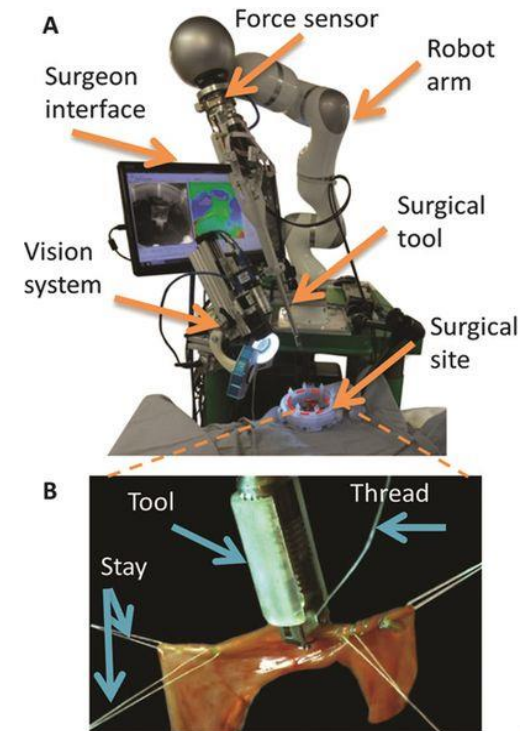 A
Force sensor
Surgeon
interface
Robot
arm
Vision
system
Surgical
tool
Surgical
site
B
Tool
Thread
Stay